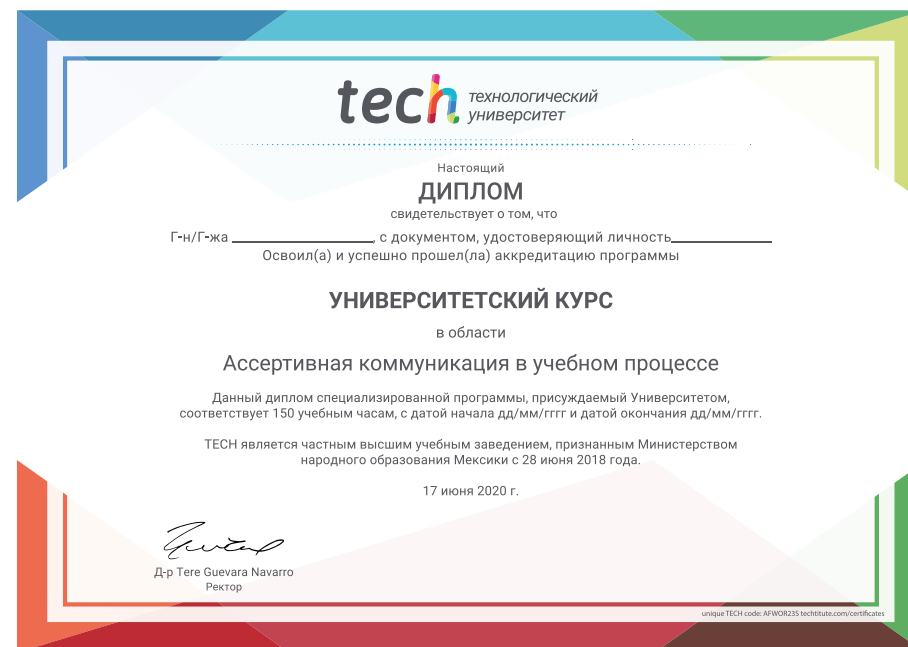 tech технологический
университет
Настоящий
ДИПЛОМ
свидетельствует о том, что
Г-н/Г-жа ____________________, с документом, удостоверяющий личность______________
Освоил(а) и успешно прошел(ла) аккредитацию программы
УНИВЕРСИТЕТСКИЙ КУРС
в области
Ассертивная коммуникация в учебном процессе
Данный диплом специализированной программы, присуждаемый Университетом,
соответствует 150 учебным часам, с датой начала дд/мм/гггг и датой окончания дд/мм/гггг.
TECH является частным высшим учебным заведением, признанным Министерством
народного образования Мексики с 28 июня 2018 года.
17 июня 2020 г.
Д-р Tere Guevara Navarro
Ректор
unique TECH code: AFWOR23S techtitute.com/certificates